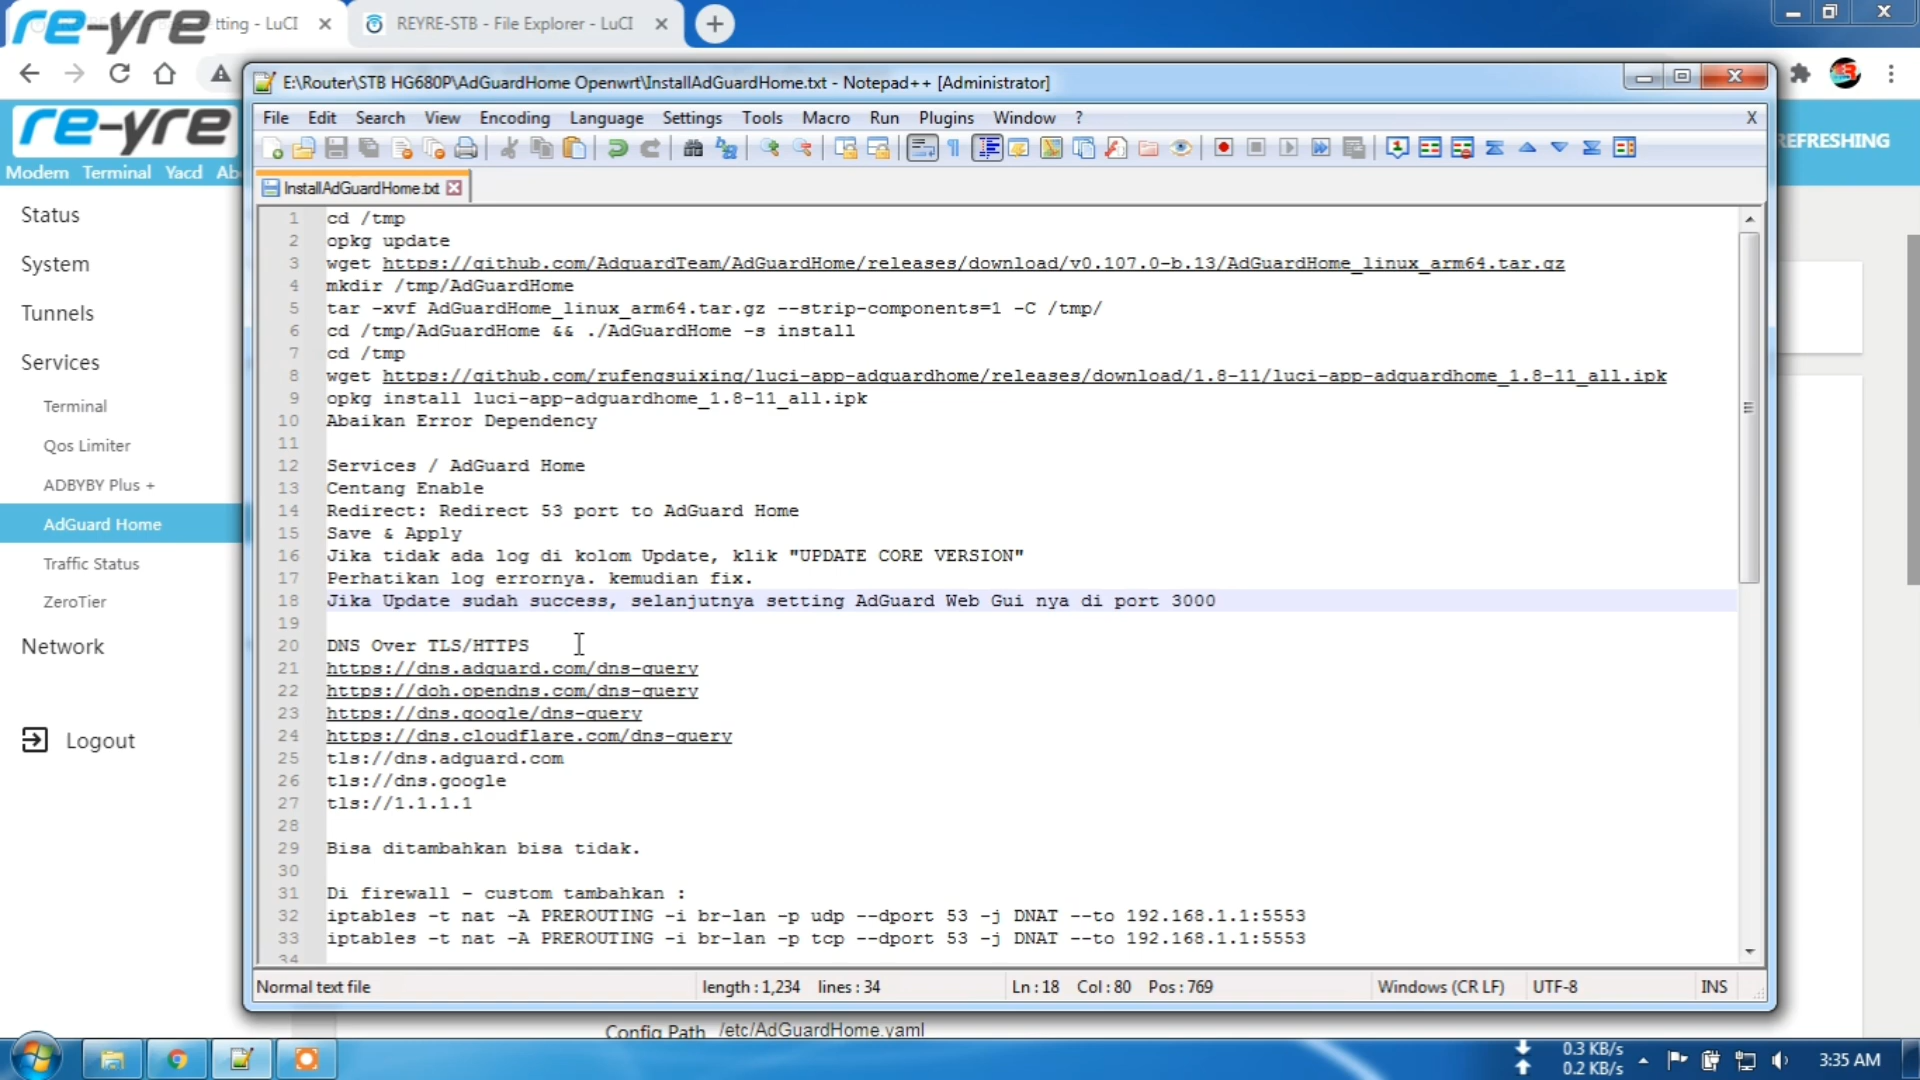 re-yre
tting - LuCI
REYRE-STB - File Explorer - LuCI
E:\Router\STB HG680P\AdGuardHome Openwrt\InstallAdGuardHome.txt - Notepad++ [Administrator]
File Edit Search View Encoding Language Settings Tools Macro Run Plugins Window ?
X
re-yre
REFRESHING
Modem Terminal Yacd Ab
InstallAdGuardHome.txt
Status
System
Tunnels
Services
Terminal
Qos Limiter
ADBYBY Plus +
AdGuard Home
Traffic Status
ZeroTier
Network
Logout
1 cd /tmp
2 opkg update
3 wget https://github.com/AdguardTeam/AdGuardHome/releases/download/v0.107.0-b.13/AdGuardHome_linux_arm64.tar.gz
4 mkdir /tmp/AdGuardHome
5 tar -xvf AdGuardHome_linux_arm64.tar.gz --strip-components=1 -C /tmp/
6 cd /tmp/AdGuardHome && ./AdGuardHome -s install
7 cd /tmp
8 wget https://github.com/rufengsuixing/luci-app-adguardhome/releases/download/1.8-11/luci-app-adguardhome_1.8-11_all.ipk
9 opkg install luci-app-adguardhome_1.8-11_all.ipk
10 Abaikan Error Dependency
11
12 Services / AdGuard Home
13 Centang Enable
14 Redirect: Redirect 53 port to AdGuard Home
15 Save & Apply
16 Jika tidak ada log di kolom Update, klik "UPDATE CORE VERSION"
17 Perhatikan log errornya. kemudian fix.
18 Jika Update sudah success, selanjutnya setting AdGuard Web Gui nya di port 3000
19
20 DNS Over TLS/HTTPS
21 https://dns.adguard.com/dns-query
22 https://doh.opendns.com/dns-query
23 https://dns.google/dns-query
24 https://dns.cloudflare.com/dns-query
25 tls://dns.adguard.com
26 tls://dns.google
27 tls://1.1.1.1
28
29 Bisa ditambahkan bisa tidak.
30
31 Di firewall - custom tambahkan :
32 iptables -t nat -A PREROUTING -i br-lan -p udp --dport 53 -j DNAT --to 192.168.1.1:5553
33 iptables -t nat -A PREROUTING -i br-lan -p tcp --dport 53 -j DNAT --to 192.168.1.1:5553
34
Normal text file length : 1,234 lines : 34 Ln : 18 Col : 80 Pos : 769 Windows (CR LF) UTF-8 INS
Config Path /etc/AdGuardHome.yaml
0.3 KB/s
0.2 KB/s
3:35 AM